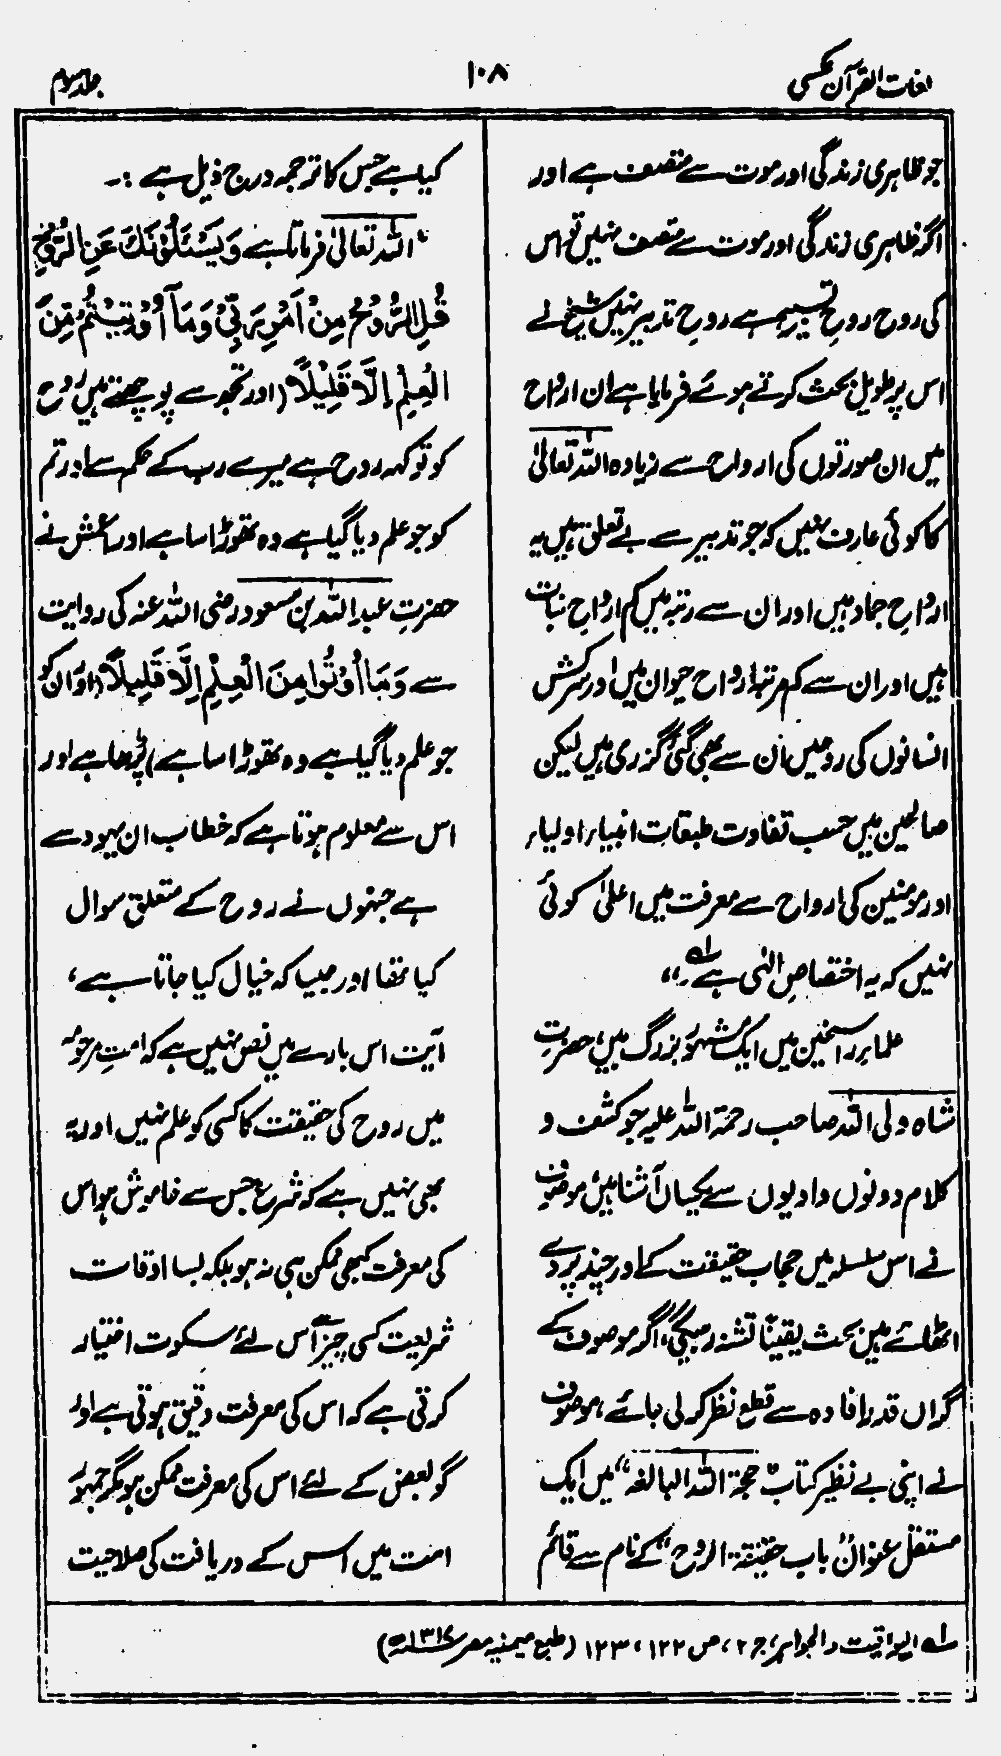 لغات القرآن عکسی
۱۰۸
جلد سوم
جو ظاہری زندگی اور موت سے متصف ہے اور
اگر ظاہری زندگی اور موت سے متصف نہیں تو اس
کی روح روح تسییر ہے روح تدبیر نہیں شیخ نے
اس پر طویل بحث کرتے ہوئے فرمایا ہے ان ارواح
میں ان صورتوں کی ارواح سے زیادہ اللہ تعالیٰ
کا کوئی عارف نہیں کہ جو تدبیر سے بے تعلق ہیں یہ
ارواح جماد ہیں اور ان سے رتبہ میں کم ارواح نبات
ہیں اور ان سے کم مرتبہ ارواح حیوان ہیں اور سرکش
انسانوں کی روحیں ان سے بھی گئی گزری ہیں لیکن
صالحین میں حسب تفاوت طبقات انبیاء اولیاء
اور مومنین کی ارواح سے معرفت میں اعلیٰ کوئی
نہیں کہ یہ اختصاصِ الٰہی ہے لہ،،
علماء راسخین میں ایک مشہور بزرگ ہیں، حضرت
شاہ ولی اللہ صاحب رحمۃ اللہ علیہ جو کشف و
کلام دونوں وادیوں سے یکساں آشنا ہیں، موصوف
نے اس سلسلہ میں حجاب حقیقت کے اور چند پردے
اٹھائے ہیں بحث یقیناً تشنہ رہیگی، اگر موصوف کے
گراں قدر افادہ سے قطع نظر کر لی جائے، موصوف
نے اپنی بے نظیر کتاب "حجۃ اللہ البالغہ" میں ایک
مستقل عنوان باب حقیقۃ الروح" کے نام سے قائم
کیا ہے جس کا ترجمہ درج ذیل ہے :۔
"اللہ تعالیٰ فرماتا ہے وَيَسْئَلُوْنَكَ عَنِ الرُّوْحِ
قُلِ الرُّوْحُ مِنْ اَمْرِ رَبِّيْ وَمَآ اُوْتِيْتُمْ مِّنَ
الْعِلْمِ اِلَّا قَلِيْلًا (اور تجھ سے پوچھتے ہیں روح
کو تو کہہ روح ہے میرے رب کے حکم سے اور تم
کو جو علم دیا گیا ہے وہ تھوڑا سا ہے اور اعمش نے
حضرت عبد اللہ بن مسعود رضی اللہ عنہ کی روایت
سے وَمَا اُوْتُوْا مِنَ الْعِلْمِ اِلَّا قَلِيْلًا (اور ان کو
جو علم دیا گیا ہے وہ تھوڑا سا ہے) پڑھا ہے اور
اس سے معلوم ہوتا ہے کہ خطاب ان یہود سے
ہے جنہوں نے روح کے متعلق سوال
کیا تھا اور جیسا کہ خیال کیا جاتا ہے،
آیت اس بارے میں نص نہیں ہے کہ امت مرحومہ
میں روح کی حقیقت کا کسی کو علم نہیں اور یہ
بھی نہیں ہے کہ شرع جس سے خاموش ہو اس
کی معرفت کبھی ممکن ہی نہ ہو بلکہ بسا اوقات
شریعت کسی چیز سے اس لئے سکوت اختیار
کرتی ہے کہ اس کی معرفت دقیق ہوتی ہے اور
گو بعض کے لئے اس کی معرفت ممکن ہو مگر جمہور
امت میں اس کے دریافت کی صلاحیت
لہ الیواقیت والجواہر، ج ۲، ص ۱۲۲، ۱۲۳ (طبع میمنیہ مصر ۱۳۱۷ھ)